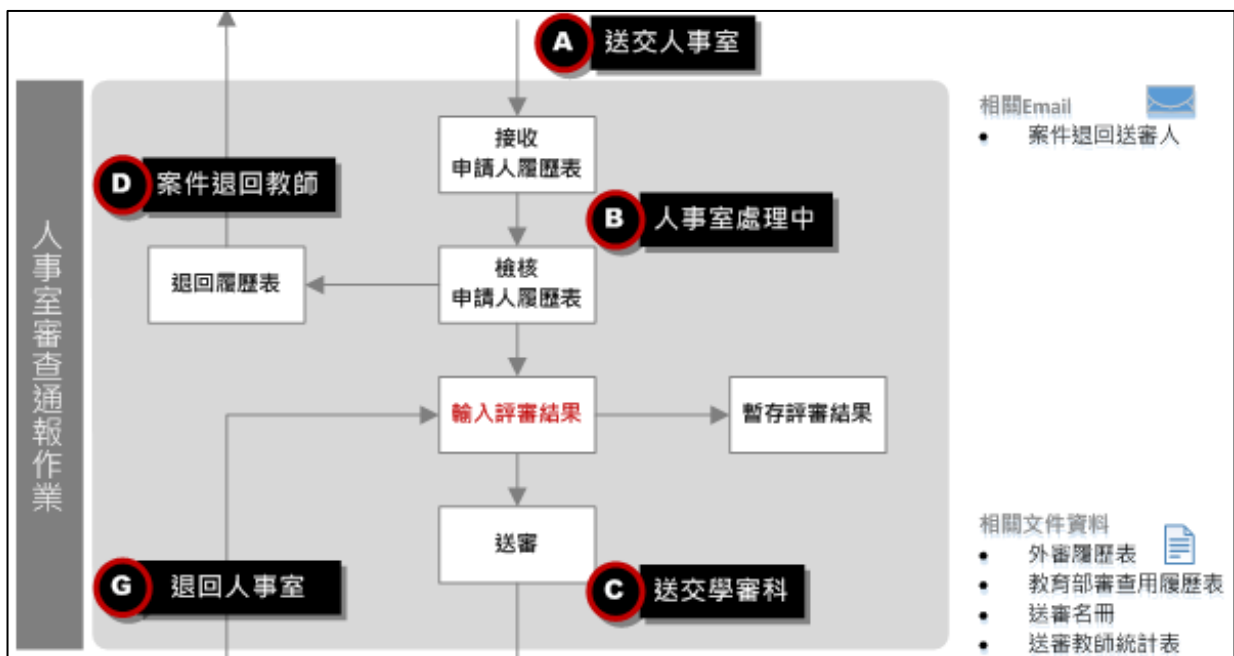 A 送交人事室
相關Email
• 案件退回送審人
接收
申請人履歷表
D 案件退回教師
B 人事室處理中
人事室審查通報作業
退回履歷表
檢核
申請人履歷表
輸入評審結果
暫存評審結果
送審
G 退回人事室
C 送交學審科
相關文件資料
• 外審履歷表
• 教育部審查用履歷表
• 送審名冊
• 送審教師統計表